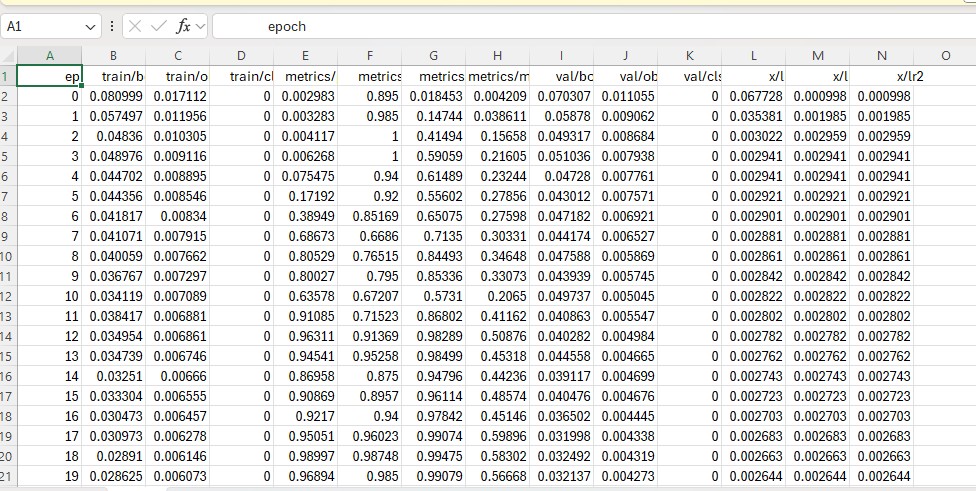 A1 fx epoch
A B C D E F G H I J K L M N O
1 ep train/b train/o train/cl metrics/ metrics metrics metrics/m val/bo val/ob val/cls x/l x/l x/lr2
2 0 0.080999 0.017112 0 0.002983 0.895 0.018453 0.004209 0.070307 0.011055 0 0.067728 0.000998 0.000998
3 1 0.057497 0.011956 0 0.003283 0.985 0.14744 0.038611 0.05878 0.009062 0 0.035381 0.001985 0.001985
4 2 0.04836 0.010305 0 0.004117 1 0.41494 0.15658 0.049317 0.008684 0 0.003022 0.002959 0.002959
5 3 0.048976 0.009116 0 0.006268 1 0.59059 0.21605 0.051036 0.007938 0 0.002941 0.002941 0.002941
6 4 0.044702 0.008895 0 0.075475 0.94 0.61489 0.23244 0.04728 0.007761 0 0.002941 0.002941 0.002941
7 5 0.044356 0.008546 0 0.17192 0.92 0.55602 0.27856 0.043012 0.007571 0 0.002921 0.002921 0.002921
8 6 0.041817 0.00834 0 0.38949 0.85169 0.65075 0.27598 0.047182 0.006921 0 0.002901 0.002901 0.002901
9 7 0.041071 0.007915 0 0.68673 0.6686 0.7135 0.30331 0.044174 0.006527 0 0.002881 0.002881 0.002881
10 8 0.040059 0.007662 0 0.80529 0.76515 0.84493 0.34648 0.047588 0.005869 0 0.002861 0.002861 0.002861
11 9 0.036767 0.007297 0 0.80027 0.795 0.85336 0.33073 0.043939 0.005745 0 0.002842 0.002842 0.002842
12 10 0.034119 0.007089 0 0.63578 0.67207 0.5731 0.2065 0.049737 0.005045 0 0.002822 0.002822 0.002822
13 11 0.038417 0.006881 0 0.91085 0.71523 0.86802 0.41162 0.040863 0.005547 0 0.002802 0.002802 0.002802
14 12 0.034954 0.006861 0 0.96311 0.91369 0.98289 0.50876 0.040282 0.004984 0 0.002782 0.002782 0.002782
15 13 0.034739 0.006746 0 0.94541 0.95258 0.98499 0.45318 0.044558 0.004665 0 0.002762 0.002762 0.002762
16 14 0.03251 0.00666 0 0.86958 0.875 0.94796 0.44236 0.039117 0.004699 0 0.002743 0.002743 0.002743
17 15 0.033304 0.006555 0 0.90869 0.8957 0.96114 0.48574 0.040476 0.004676 0 0.002723 0.002723 0.002723
18 16 0.030473 0.006457 0 0.9217 0.94 0.97842 0.45146 0.036502 0.004445 0 0.002703 0.002703 0.002703
19 17 0.030973 0.006278 0 0.95051 0.96023 0.99074 0.59896 0.031998 0.004338 0 0.002683 0.002683 0.002683
20 18 0.02891 0.006146 0 0.98997 0.98748 0.99475 0.58302 0.032492 0.004319 0 0.002663 0.002663 0.002663
21 19 0.028625 0.006073 0 0.96894 0.985 0.99079 0.56668 0.032137 0.004273 0 0.002644 0.002644 0.002644